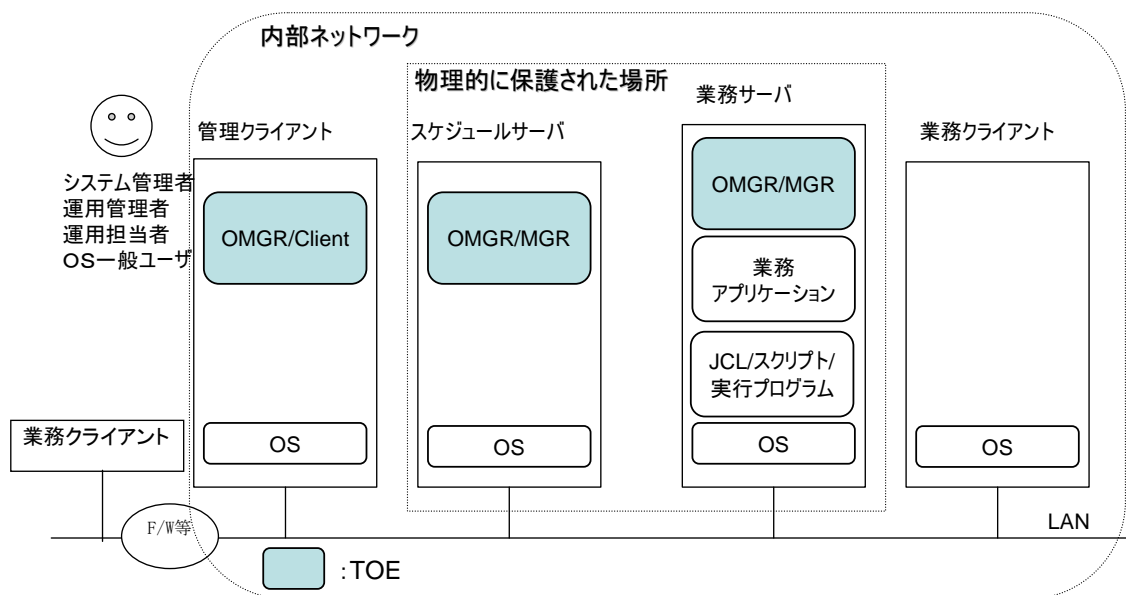 内部ネットワーク
物理的に保護された場所
業務サーバ
管理クライアント
スケジュールサーバ
業務クライアント
システム管理者
運用管理者
運用担当者
OS一般ユーザ
OMGR/Client
OMGR/MGR
OMGR/MGR
業務
アプリケーション
JCL/スクリプト/
実行プログラム
業務クライアント
OS
OS
OS
OS
F/W等
LAN
：TOE